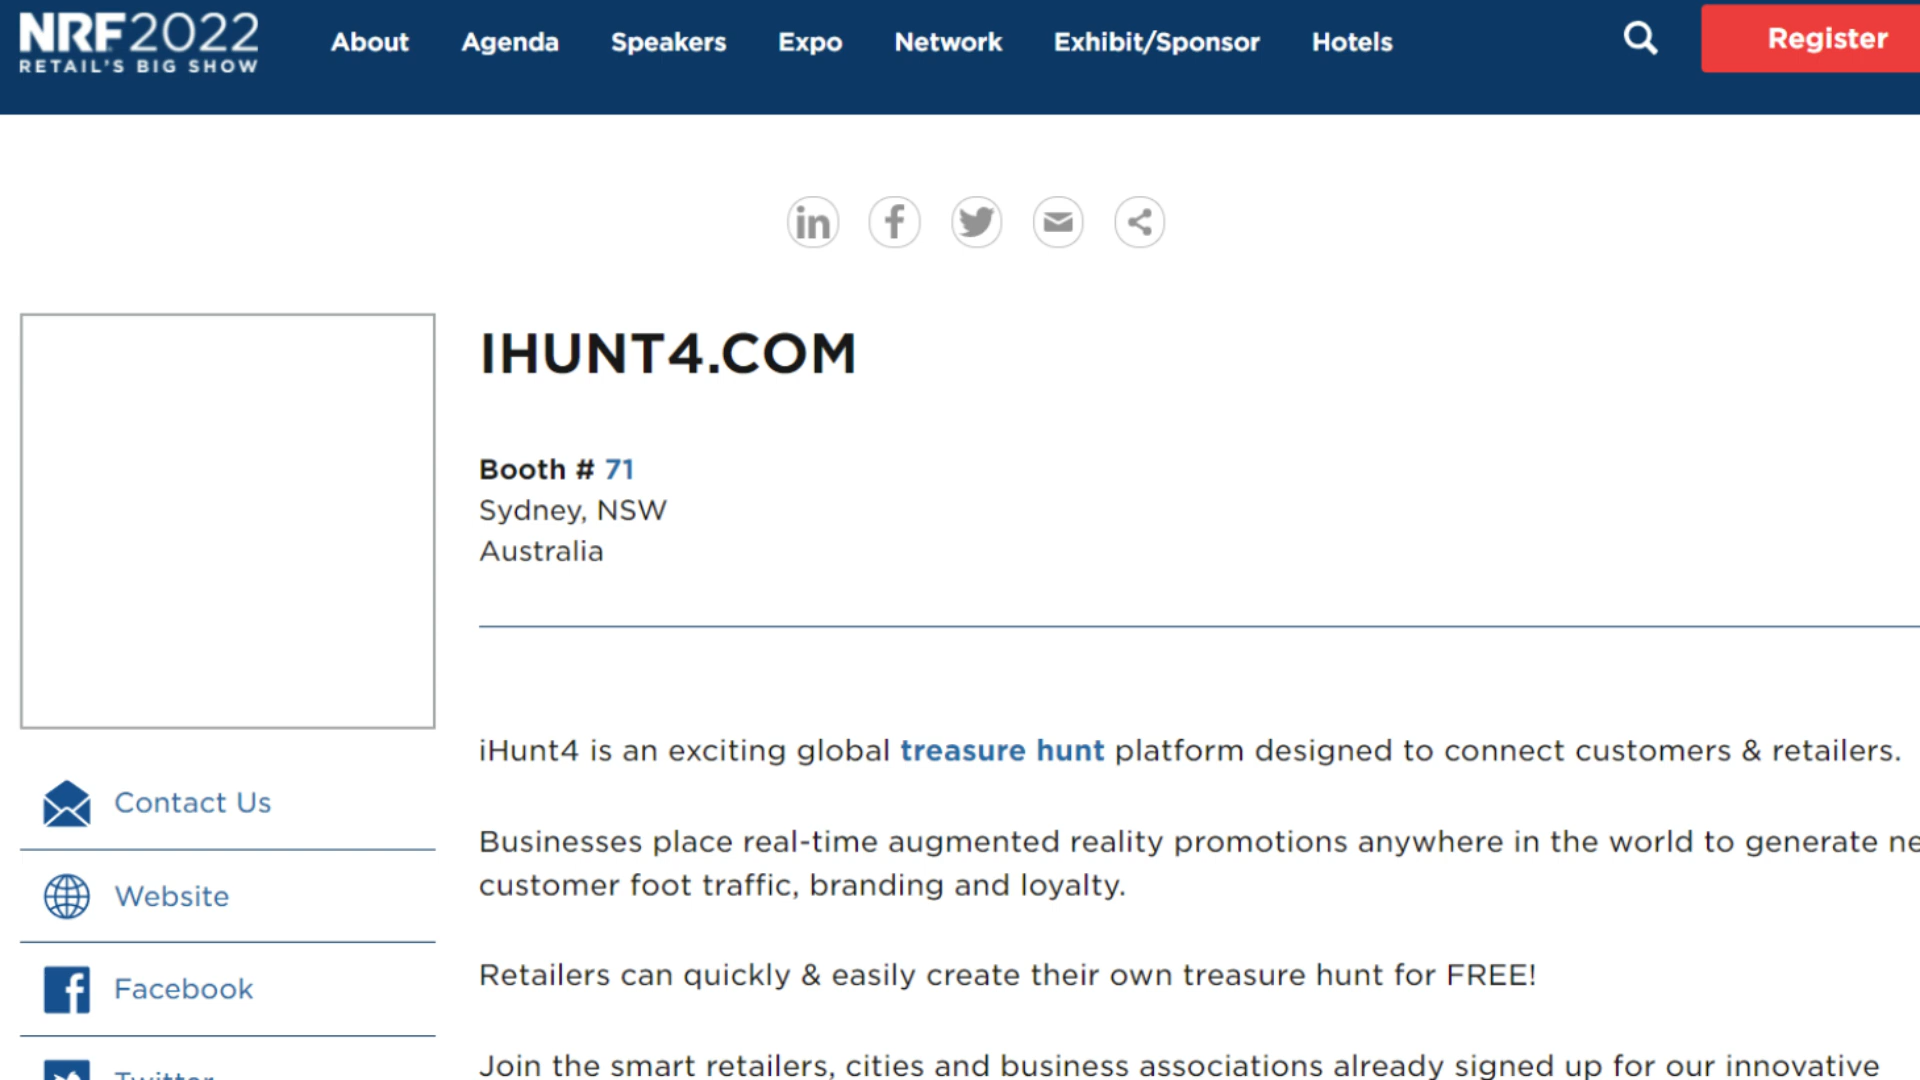 NRF2022
RETAIL'S BIG SHOW
About Agenda Speakers Expo Network Exhibit/Sponsor Hotels
Register
IHUNT4.COM
Booth # 71
Sydney, NSW
Australia
iHunt4 is an exciting global treasure hunt platform designed to connect customers & retailers.
Businesses place real-time augmented reality promotions anywhere in the world to generate ne
customer foot traffic, branding and loyalty.
Retailers can quickly & easily create their own treasure hunt for FREE!
Join the smart retailers, cities and business associations already signed up for our innovative
Contact Us
Website
Facebook
Twitter